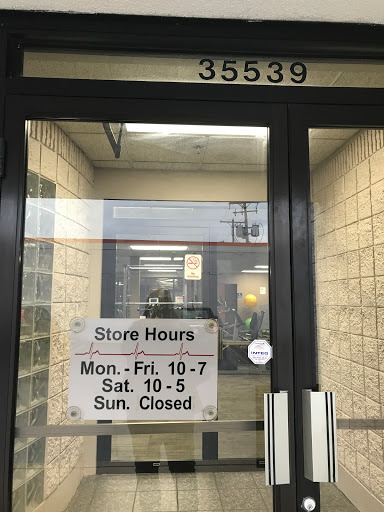 35539
Store Hours
Mon. - Fri. 10 - 7
Sat. 10 - 5
Sun. Closed